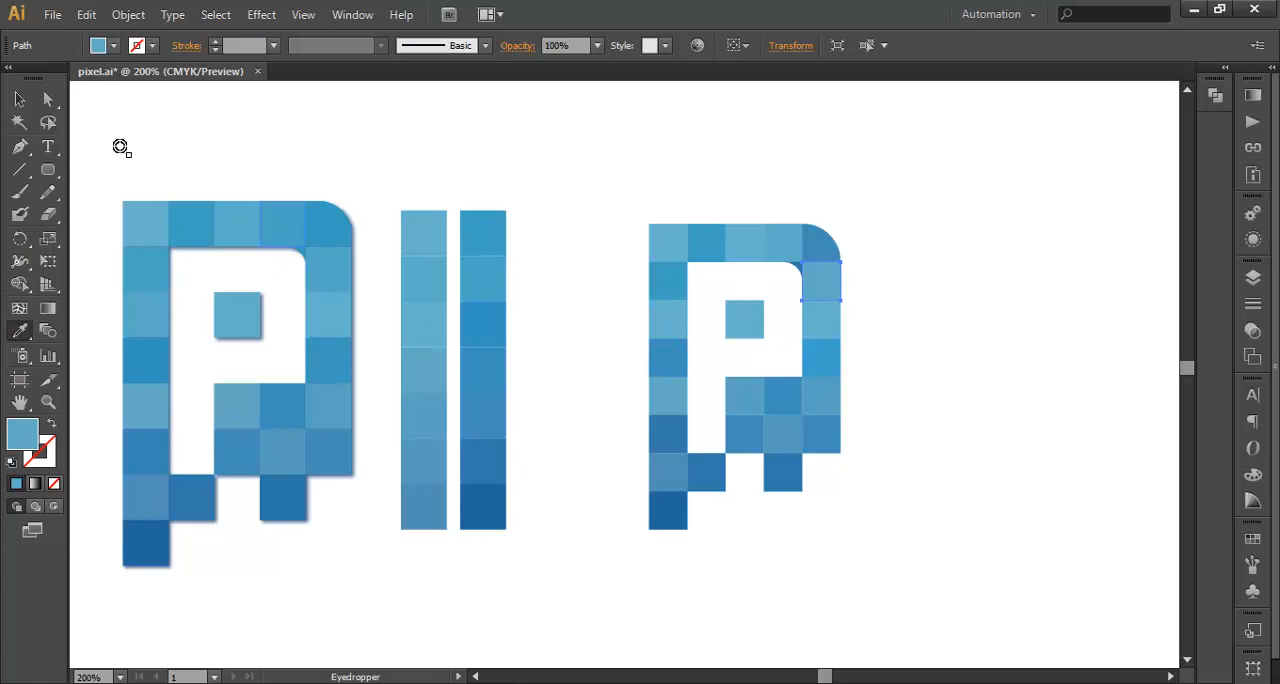 Ai File Edit Object Type Select Effect View Window Help Br Automation
Path Stroke: Basic Opacity: 100% Style: Transform
pixel.ai* @ 200% (CMYK/Preview) ×
200% 1 Eyedropper